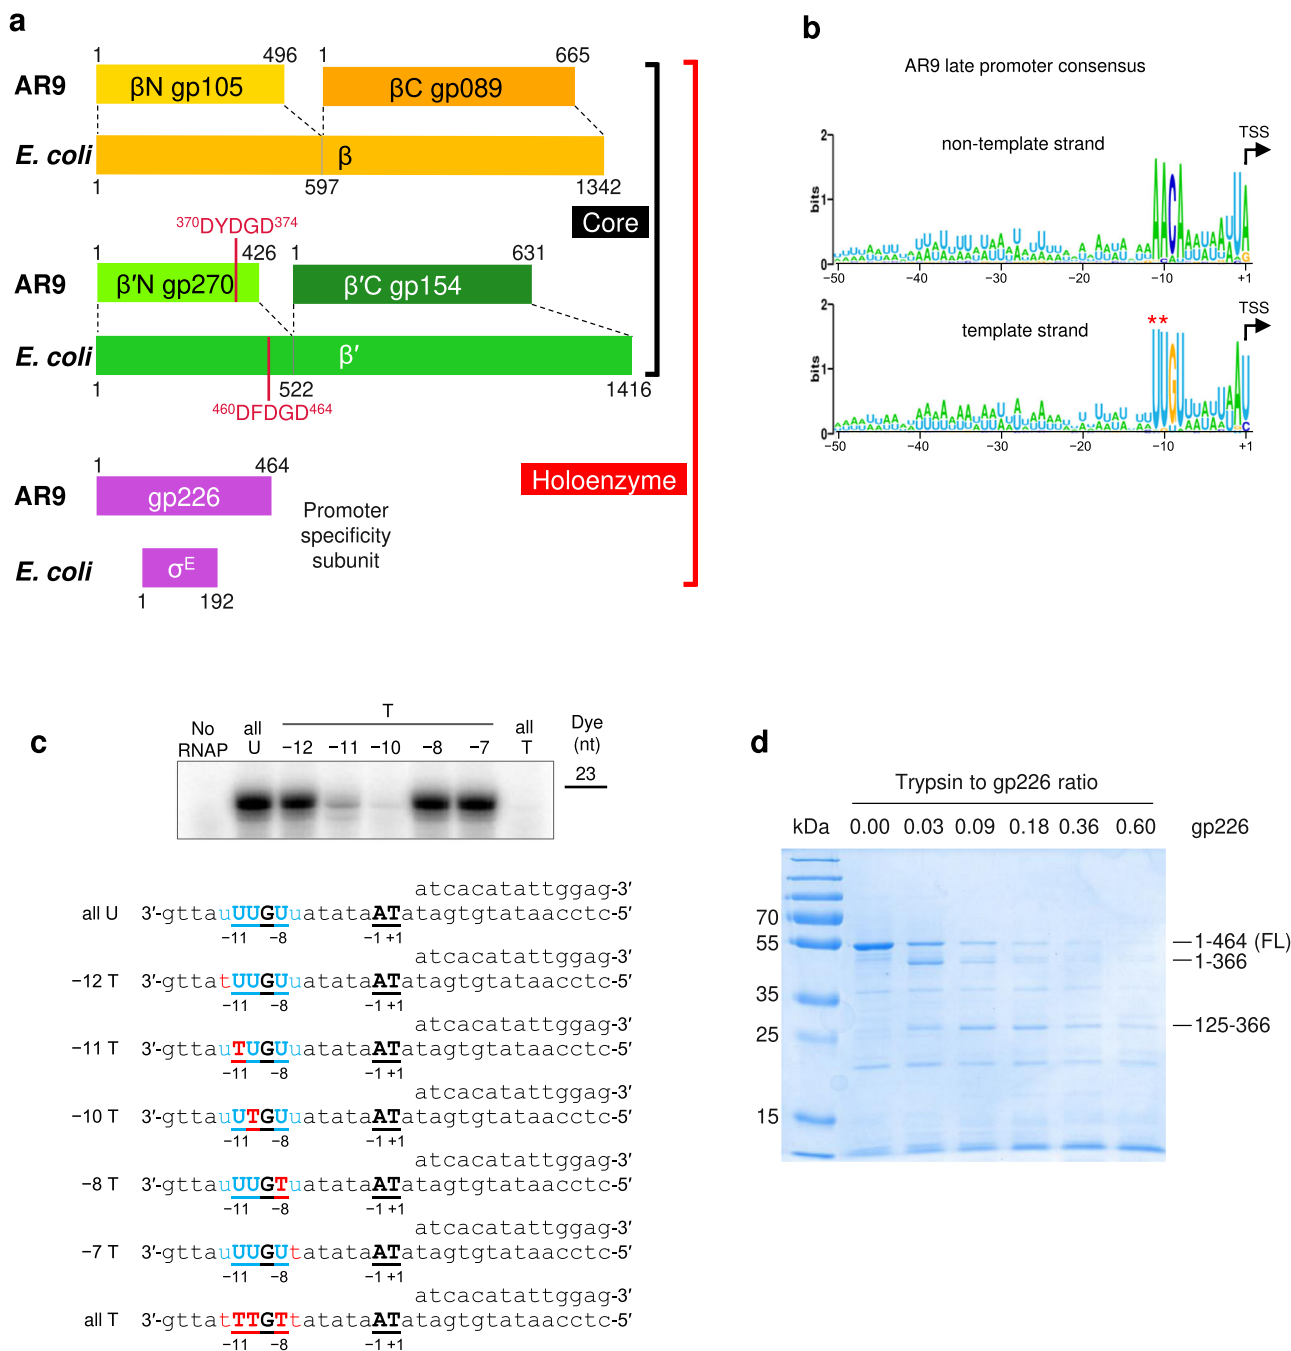 a
1 496 1 665
AR9 βN gp105 βC gp089
E. coli β
1 597 1342
Core
³⁷⁰DYDGD³⁷⁴
1 426 1 631
AR9 β′N gp270 β′C gp154
E. coli β′
1 522 1416
⁴⁶⁰DFDGD⁴⁶⁴
1 464
AR9 gp226
Holoenzyme
Promoter
specificity
subunit
E. coli σᴱ
1 192
b
AR9 late promoter consensus
non-template strand
TSS
bits
2
1
0
−50 −40 −30 −20 −10 +1
template strand
**
TSS
bits
2
1
0
−50 −40 −30 −20 −10 +1
c
T
No RNAP all U −12 −11 −10 −8 −7 all T
Dye (nt)
23
atcacatattggag-3′
all U 3′-gttauUUGUuatataATatagtgtataacctc-5′
−11 −8 −1 +1
atcacatattggag-3′
−12 T 3′-gttatUUGUuatataATatagtgtataacctc-5′
−11 −8 −1 +1
atcacatattggag-3′
−11 T 3′-gttauTUGUuatataATatagtgtataacctc-5′
−11 −8 −1 +1
atcacatattggag-3′
−10 T 3′-gttauUTGUuatataATatagtgtataacctc-5′
−11 −8 −1 +1
atcacatattggag-3′
−8 T 3′-gttauUUGTuatataATatagtgtataacctc-5′
−11 −8 −1 +1
atcacatattggag-3′
−7 T 3′-gttauUUGUtatataATatagtgtataacctc-5′
−11 −8 −1 +1
atcacatattggag-3′
all T 3′-gttatTTGTtatataATatagtgtataacctc-5′
−11 −8 −1 +1
d
Trypsin to gp226 ratio
kDa 0.00 0.03 0.09 0.18 0.36 0.60 gp226
70
55 1-464 (FL)
1-366
35
25 125-366
15